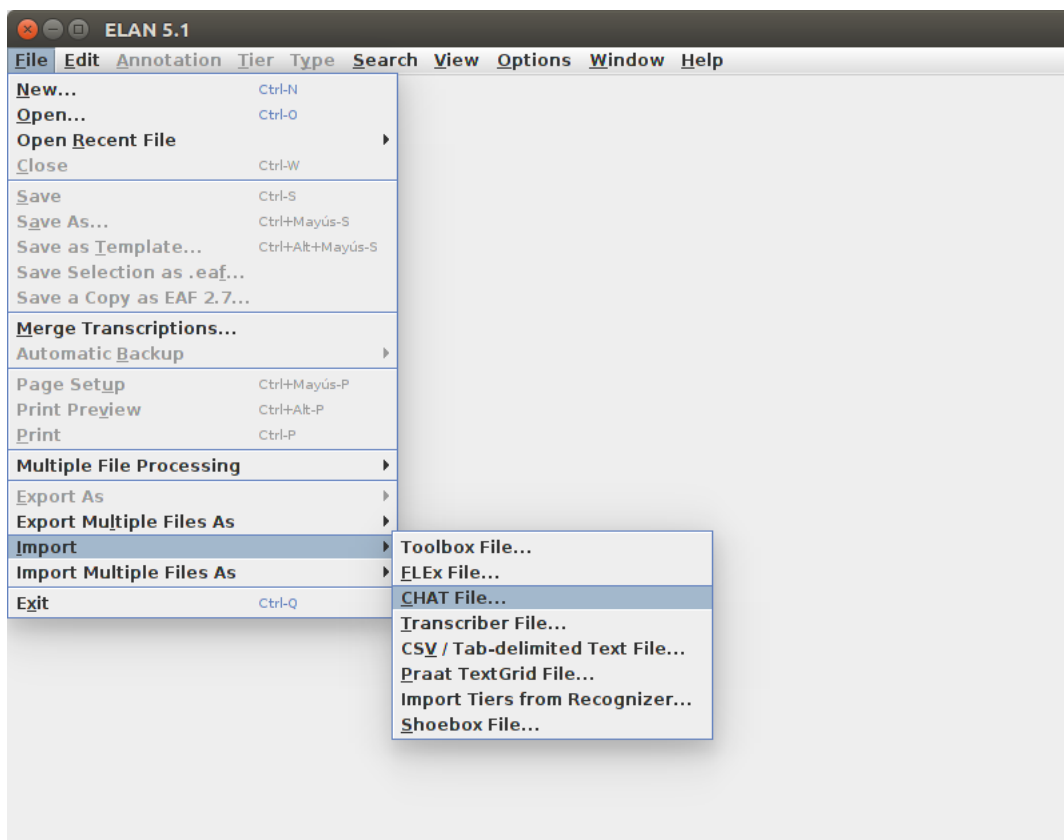 ELAN 5.1
File Edit Annotation Tier Type Search View Options Window Help
New... Ctrl-N
Open... Ctrl-O
Open Recent File
Close Ctrl-W
Save Ctrl-S
Save As... Ctrl+Mayús-S
Save as Template... Ctrl+Alt+Mayús-S
Save Selection as .eaf...
Save a Copy as EAF 2.7...
Merge Transcriptions...
Automatic Backup
Page Setup Ctrl+Mayús-P
Print Preview Ctrl+Alt-P
Print Ctrl-P
Multiple File Processing
Export As
Export Multiple Files As
Import
Import Multiple Files As
Exit Ctrl-Q
Toolbox File...
FLEx File...
CHAT File...
Transcriber File...
CSV / Tab-delimited Text File...
Praat TextGrid File...
Import Tiers from Recognizer...
Shoebox File...